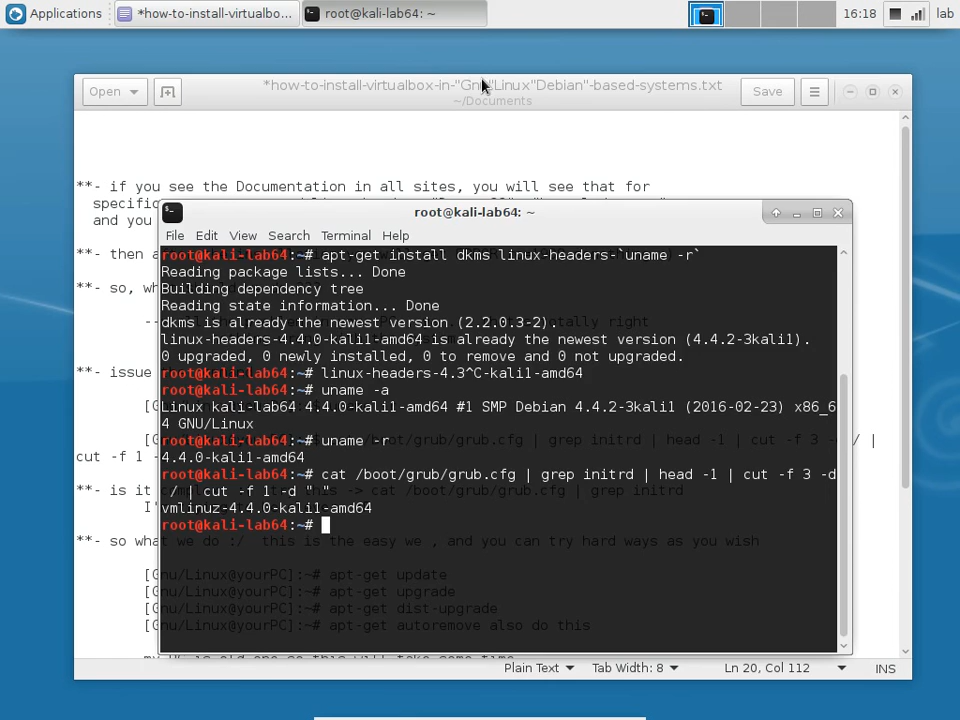 Applications
*how-to-install-virtualbo...
root@kali-lab64: ~
16:18
lab
Open
*how-to-install-virtualbox-in-"Gnu"Linux"Debian"-based-systems.txt
~/Documents
Save
**- if you see the Documentation in all sites, you will see that for
specific
and you
**- then a
**- so, wh
--
totally right
**- issue
/ |
cut -f 1 -
**- is it
this -> cat /boot/grub/grub.cfg | grep initrd
I'
**- so what we do :/  this is the easy we , and you can try hard ways as you wish
[Gnu/Linux@yourPC]:~# apt-get update
[Gnu/Linux@yourPC]:~# apt-get upgrade
[Gnu/Linux@yourPC]:~# apt-get dist-upgrade
[Gnu/Linux@yourPC]:~# apt-get autoremove also do this
root@kali-lab64: ~
File Edit View Search Terminal Help
root@kali-lab64:~# apt-get install dkms linux-headers-`uname -r`
Reading package lists... Done
Building dependency tree
Reading state information... Done
dkms is already the newest version (2.2.0.3-2).
linux-headers-4.4.0-kali1-amd64 is already the newest version (4.4.2-3kali1).
0 upgraded, 0 newly installed, 0 to remove and 0 not upgraded.
root@kali-lab64:~# linux-headers-4.3^C-kali1-amd64
root@kali-lab64:~# uname -a
Linux kali-lab64 4.4.0-kali1-amd64 #1 SMP Debian 4.4.2-3kali1 (2016-02-23) x86_6
4 GNU/Linux
root@kali-lab64:~# uname -r
4.4.0-kali1-amd64
root@kali-lab64:~# cat /boot/grub/grub.cfg | grep initrd | head -1 | cut -f 3 -d
/ | cut -f 1 -d " "
vmlinuz-4.4.0-kali1-amd64
root@kali-lab64:~#
Plain Text
Tab Width: 8
Ln 20, Col 112
INS